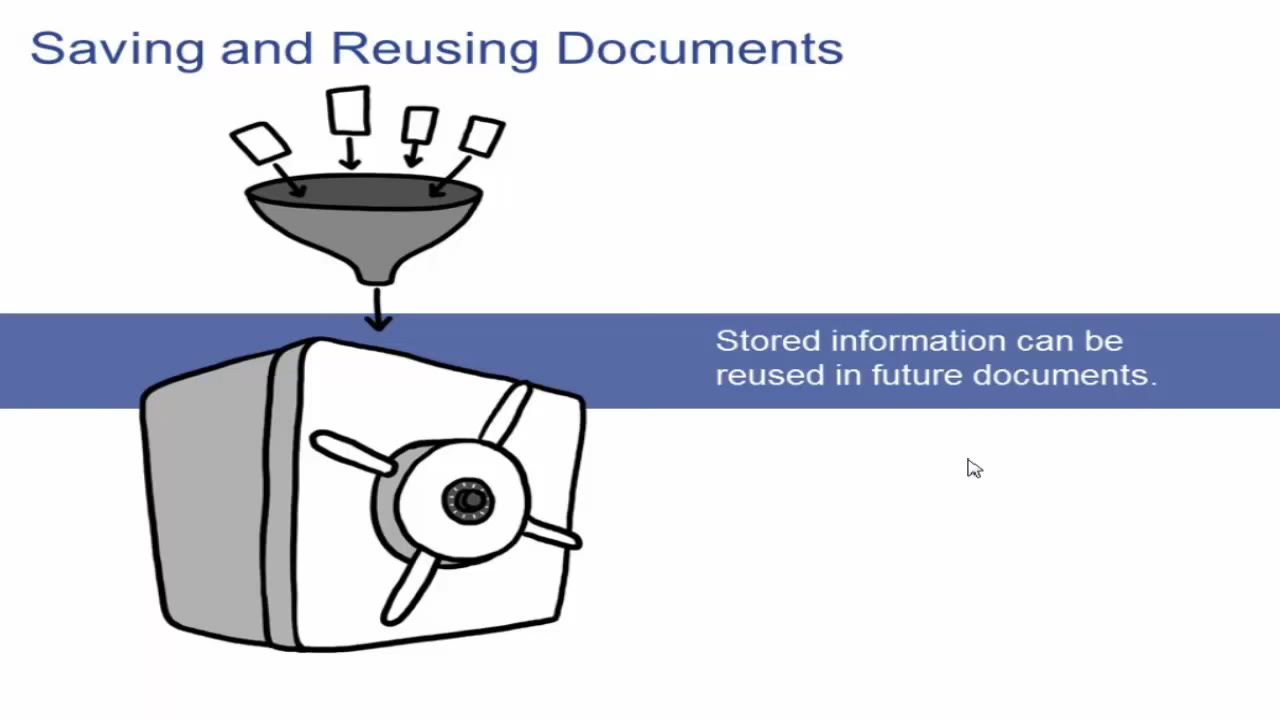 Saving and Reusing Documents
Stored information can be
reused in future documents.